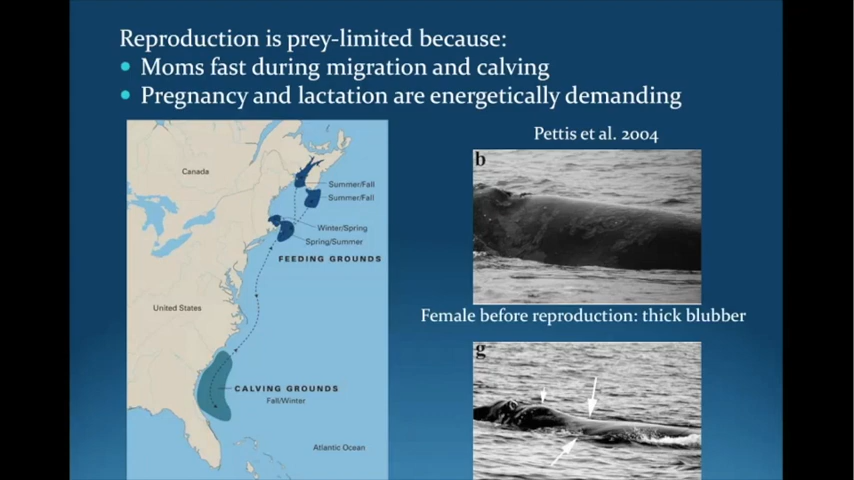 Reproduction is prey-limited because:
Moms fast during migration and calving
Pregnancy and lactation are energetically demanding
Canada
Summer/Fall
Summer/Fall
Winter/Spring
Spring/Summer
FEEDING GROUNDS
United States
CALVING GROUNDS
Fall/Winter
Atlantic Ocean
Pettis et al. 2004
b
Female before reproduction: thick blubber
g